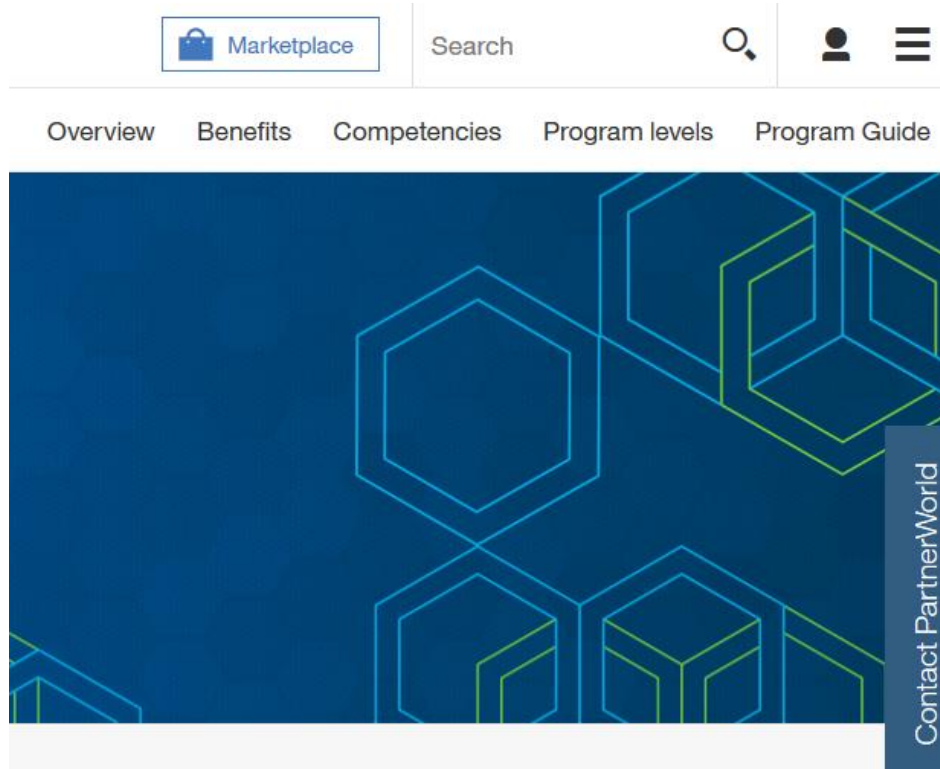 Marketplace Search
Overview Benefits Competencies Program levels Program Guide
Contact PartnerWorld